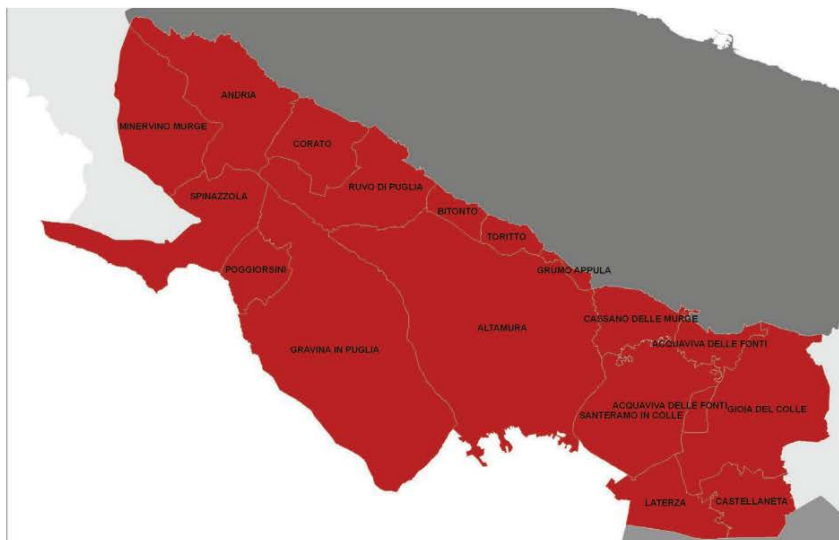 ANDRIA
MINERVINO MURGE
CORATO
RUVO DI PUGLIA
SPINAZZOLA
BITONTO
TORITTO
POGGIORSINI
GRUMO APPULA
CASSANO DELLE MURGE
ALTAMURA
ACQUAVIVA DELLE FONTI
GRAVINA IN PUGLIA
ACQUAVIVA DELLE FONTI
GIOIA DEL COLLE
SANTERAMO IN COLLE
LATERZA
CASTELLANETA